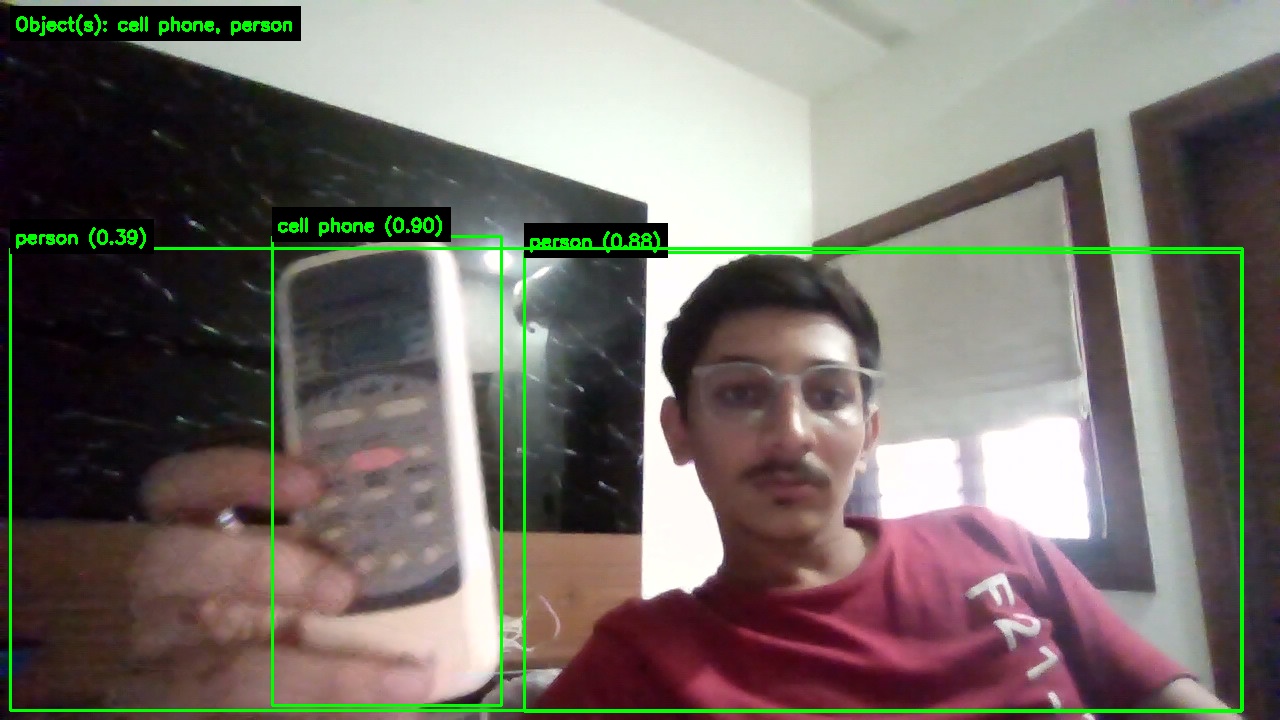 Object(s): cell phone, person
person (0.39)
cell phone (0.90)
person (0.88)
F21-